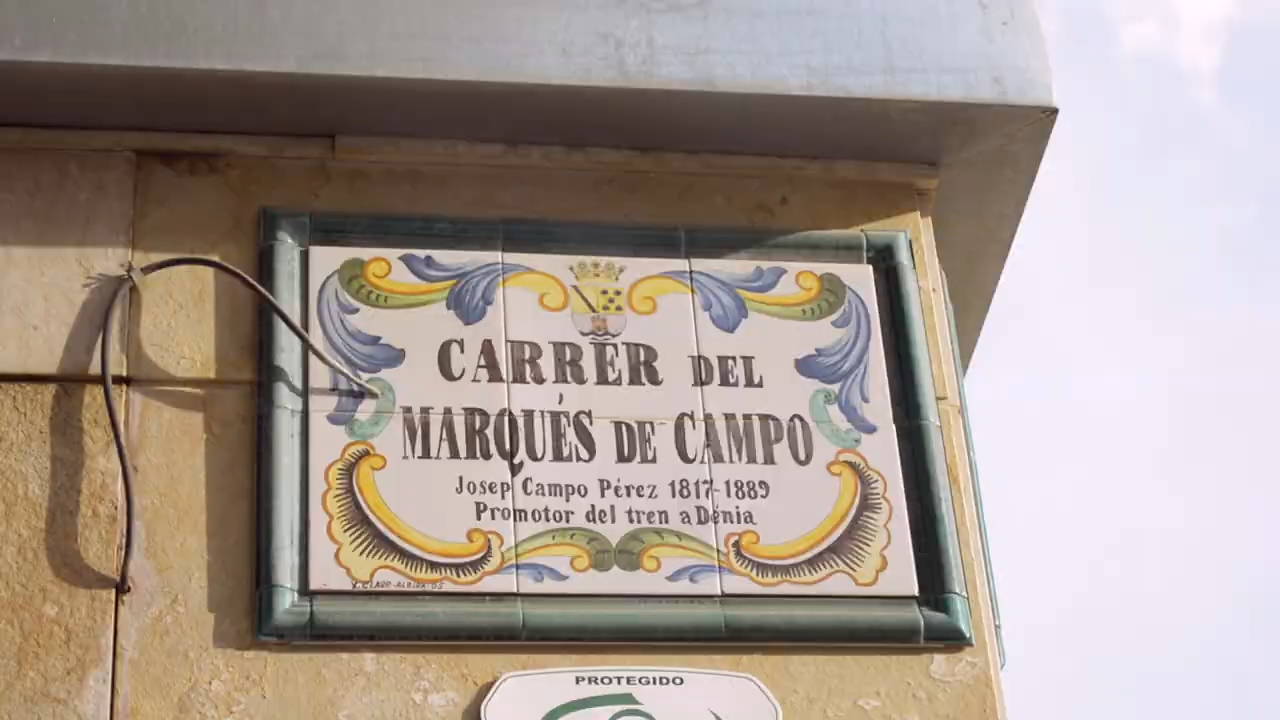 CARRER DEL
MARQUÉS DE CAMPO
Josep Campo Pérez 1817-1889
Promotor del tren a Dénia
PROTEGIDO